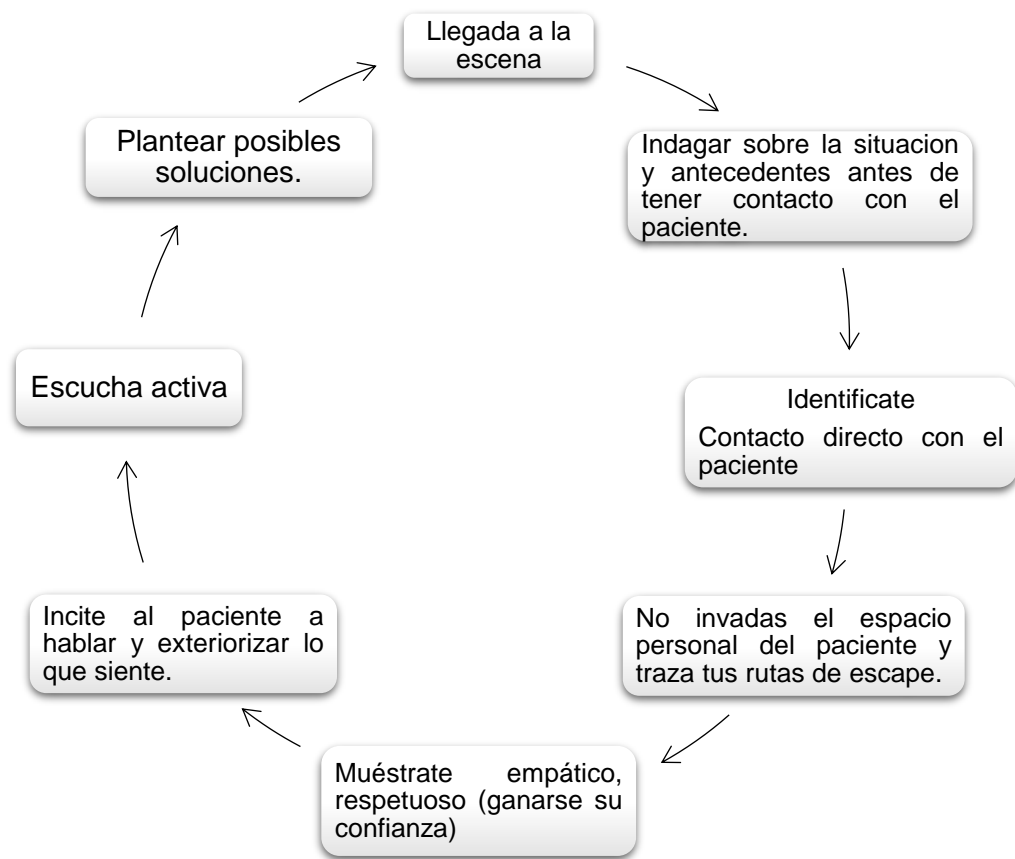 Llegada a la
escena
Indagar sobre la situacion
y antecedentes antes de
tener contacto con el
paciente.
Identificate
Contacto directo con el
paciente
No invadas el espacio
personal del paciente y
traza tus rutas de escape.
Muéstrate empático,
respetuoso (ganarse su
confianza)
Incite al paciente a
hablar y exteriorizar lo
que siente.
Escucha activa
Plantear posibles
soluciones.